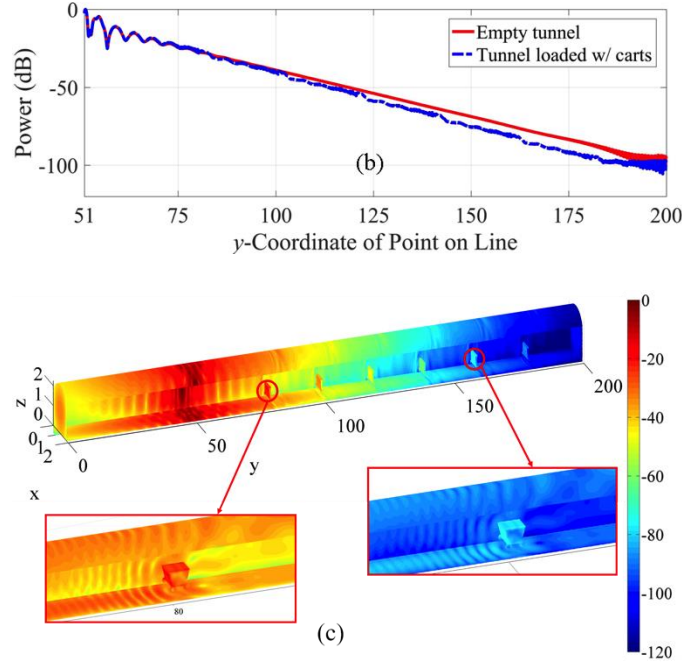 0
Empty tunnel
Tunnel loaded w/ carts
Power (dB)
-50
-100
(b)
51 75 100 125 150 175 200
y-Coordinate of Point on Line
0
-20
-40
-60
-80
-100
-120
2
1
0
z
0
1
2
x
0
50
100
150
200
y
80
(c)